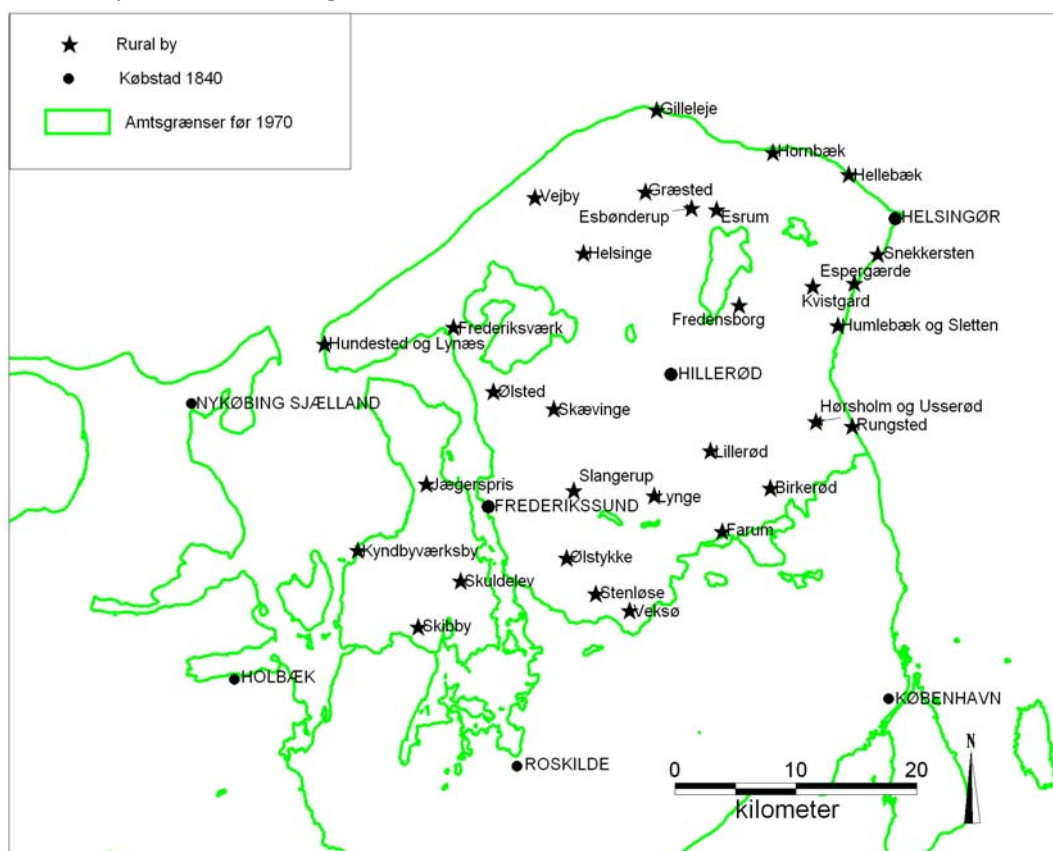 Rural by
Købstad 1840
Amtsgrænser før 1970
Gilleleje
Hornbæk
Hellebæk
Græsted
Vejby
Esbønderup
Esrum
HELSINGØR
Helsinge
Snekkersten
Espergærde
Kvistgård
Fredensborg
Frederiksværk
Humlebæk og Sletten
Hundested og Lynæs
HILLERØD
NYKØBING SJÆLLAND
Ølsted
Skævinge
Hørsholm og Usserød
Rungsted
Lillerød
Jægerspris
Slangerup
Lynge
Birkerød
FREDERIKSSUND
Farum
Kyndbyværksby
Ølstykke
Skuldelev
Stenløse
Veksø
Skibby
HOLBÆK
KØBENHAVN
ROSKILDE
N
0 10 20
kilometer